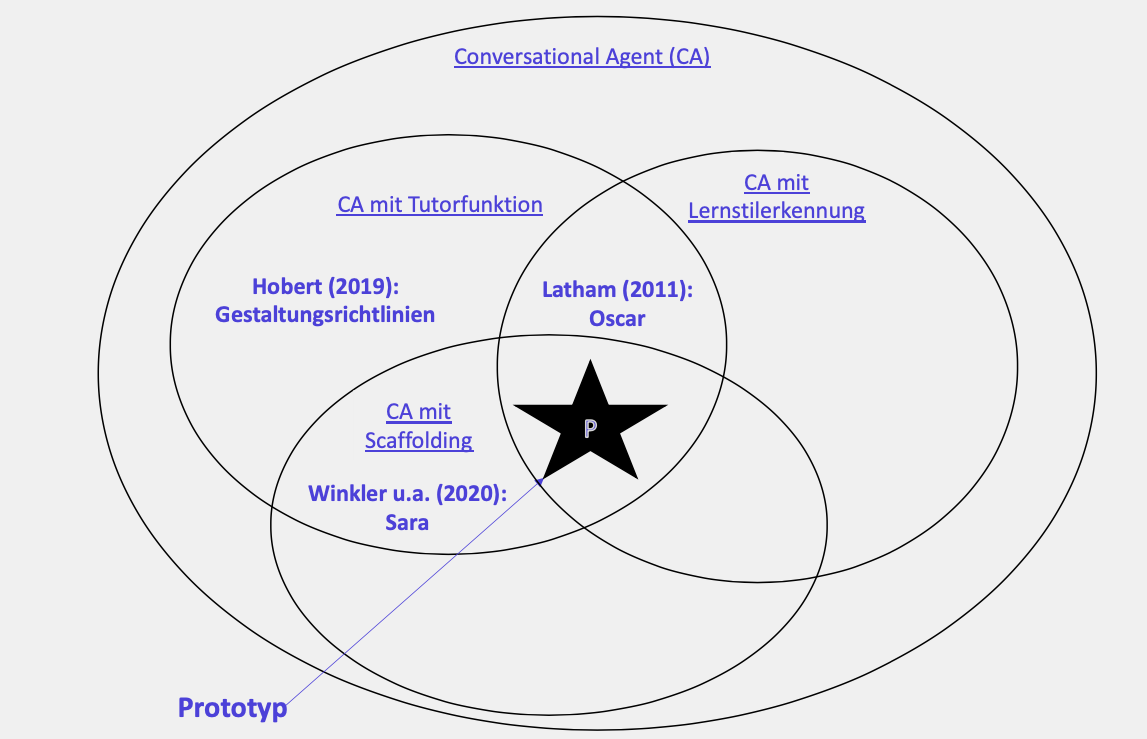 Conversational Agent (CA)
CA mit Tutorfunktion
CA mit
Lernstilerkennung
Hobert (2019):
Gestaltungsrichtlinien
Latham (2011):
Oscar
CA mit
Scaffolding
P
Winkler u.a. (2020):
Sara
Prototyp